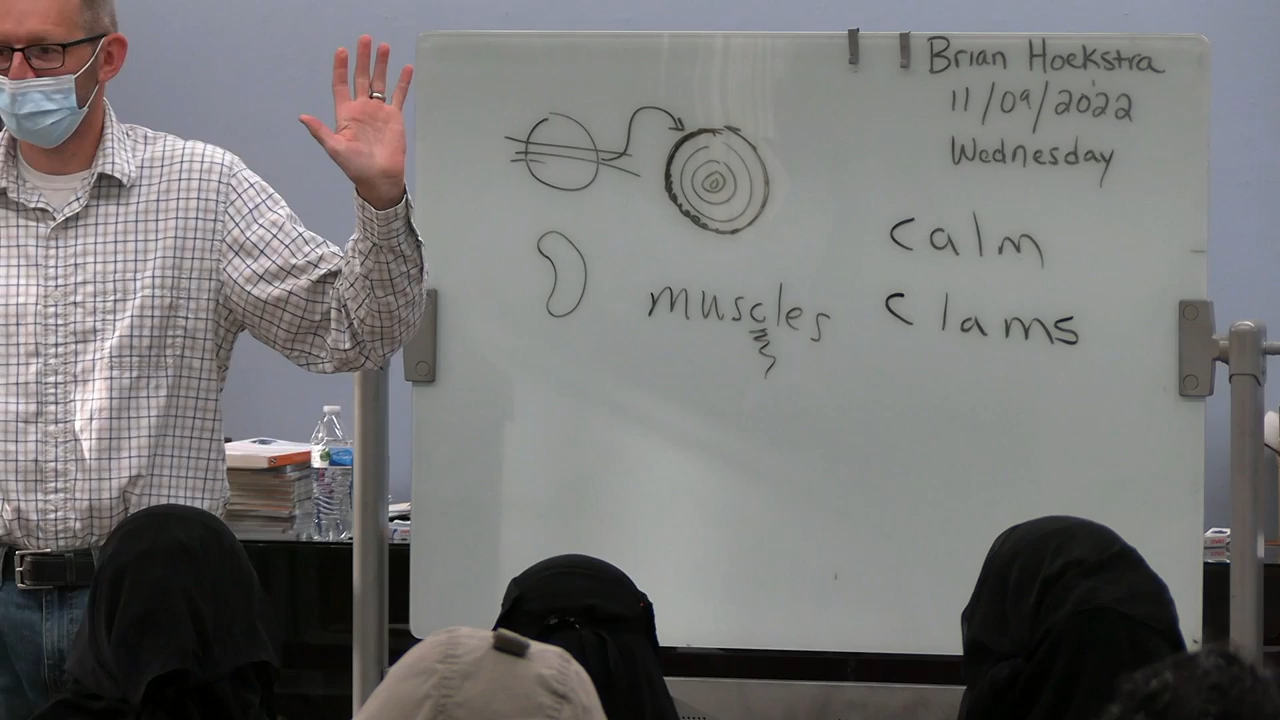 Brian Hoekstra
11/09/2022
Wednesday
calm
muscles clams